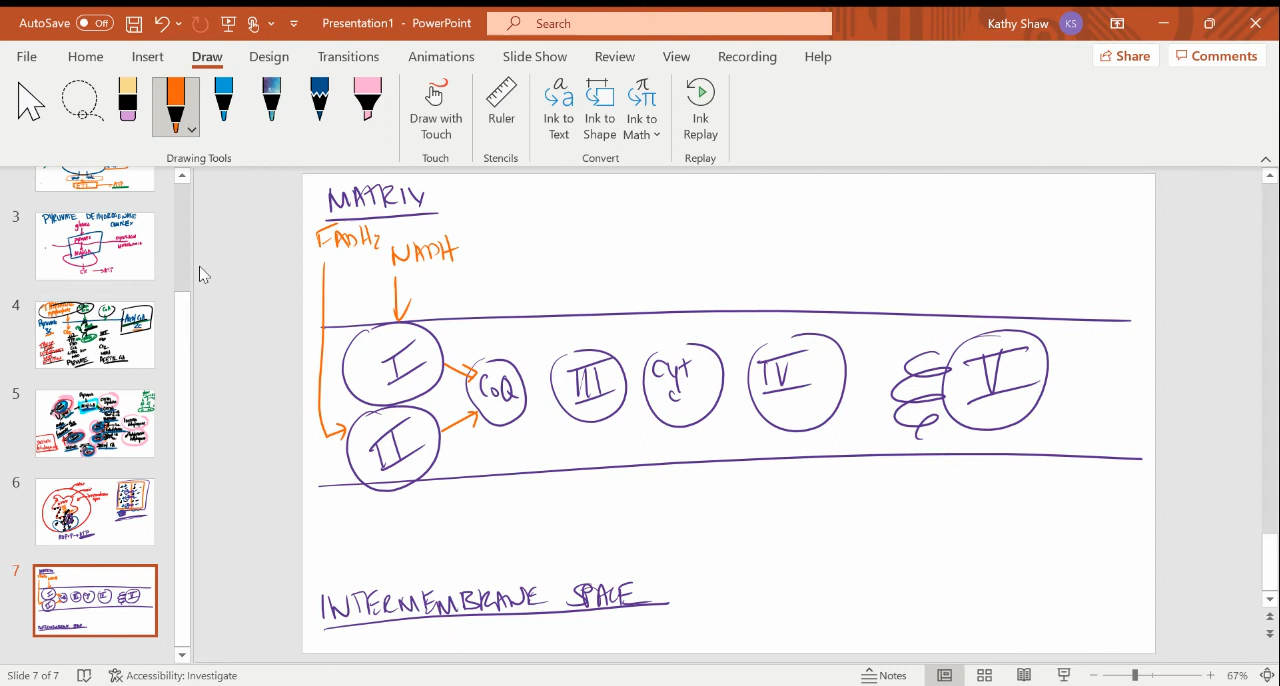 AutoSave Off Presentation1 - PowerPoint Search Kathy Shaw KS
File Home Insert Draw Design Transitions Animations Slide Show Review View Recording Help Share Comments
Draw with Touch
Ruler
Ink to Text
Ink to Shape
Ink to Math
Ink Replay
Drawing Tools Touch Stencils Convert Replay
3
PYRUVATE DEHYDROGENASE
COMPLEX
4
5
6
7
MATRIX
FADH2
NADH
I
II
CoQ
III
Cyt
c
IV
V
INTERMEMBRANE SPACE
Slide 7 of 7 Accessibility: Investigate Notes 67%